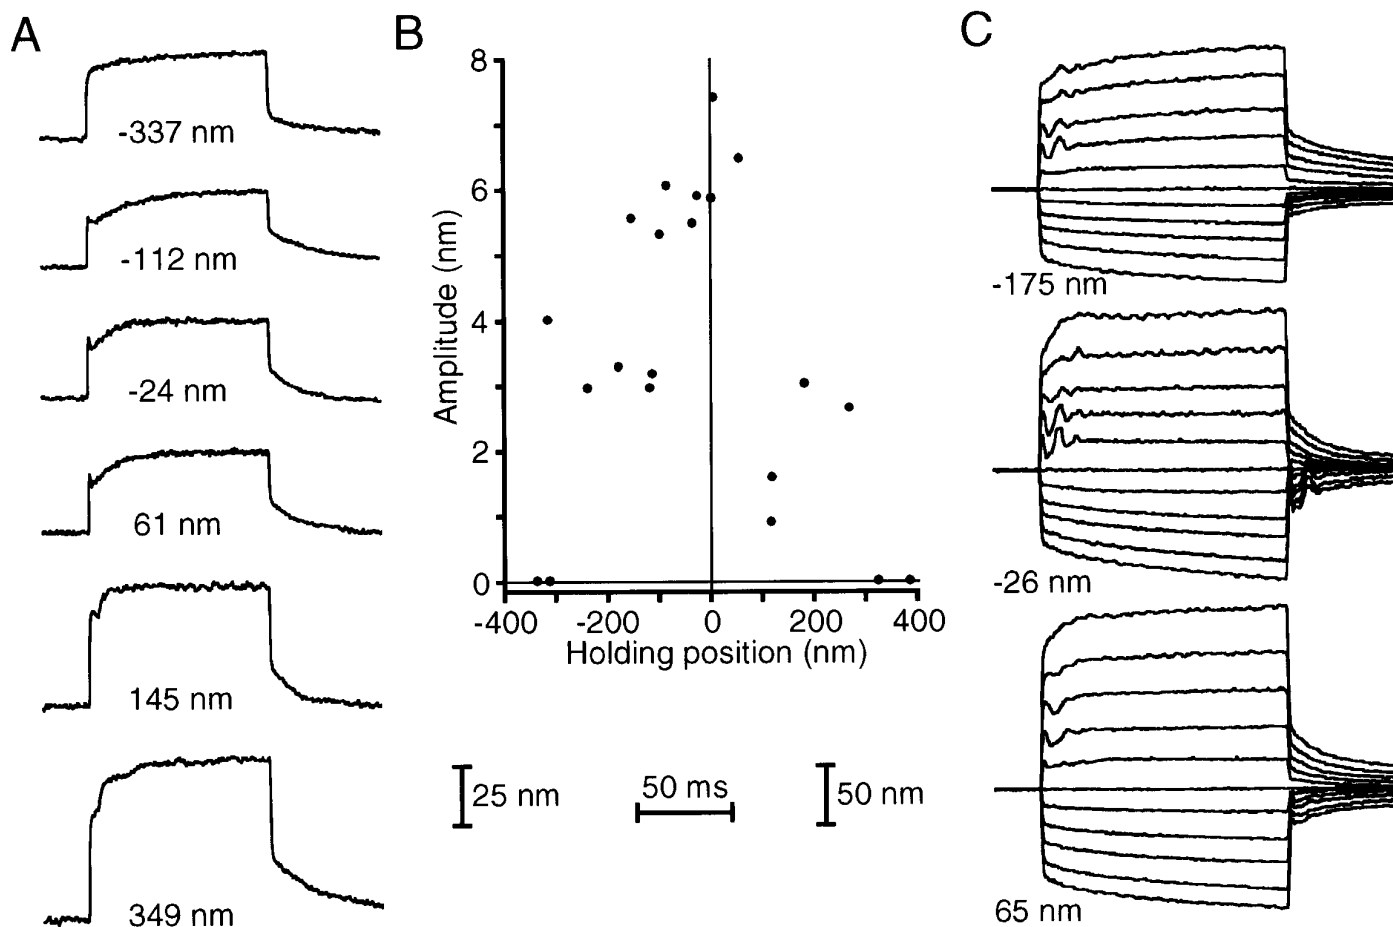 A
-337 nm
-112 nm
-24 nm
61 nm
145 nm
349 nm
B
8
6
4
2
0
Amplitude (nm)
-400 -200 0 200 400
Holding position (nm)
25 nm
50 ms
50 nm
C
-175 nm
-26 nm
65 nm